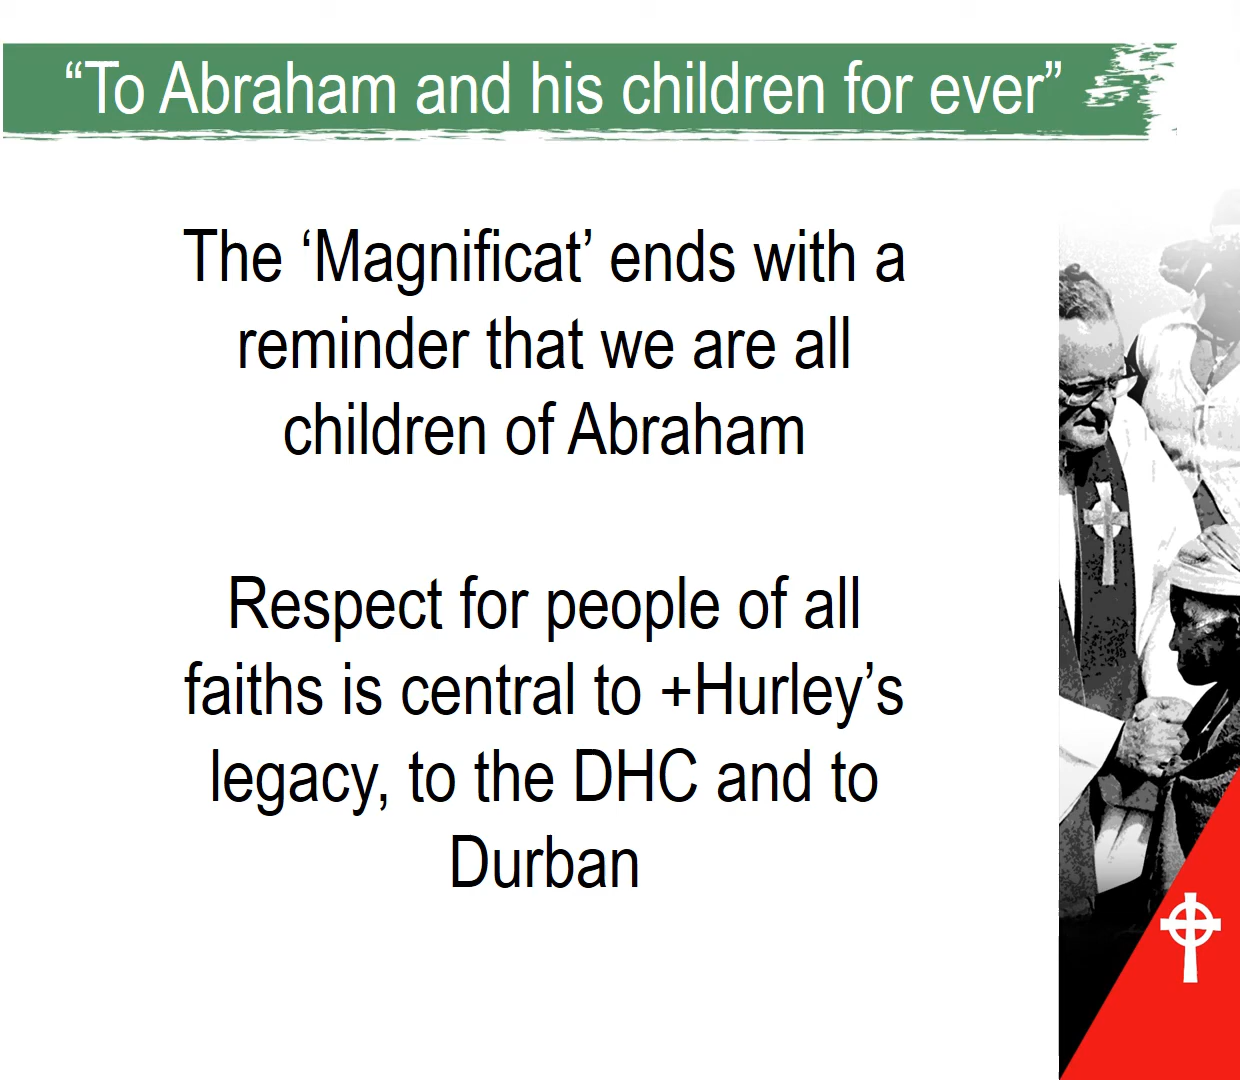 “To Abraham and his children for ever”
The ‘Magnificat’ ends with a
reminder that we are all
children of Abraham
Respect for people of all
faiths is central to +Hurley’s
legacy, to the DHC and to
Durban